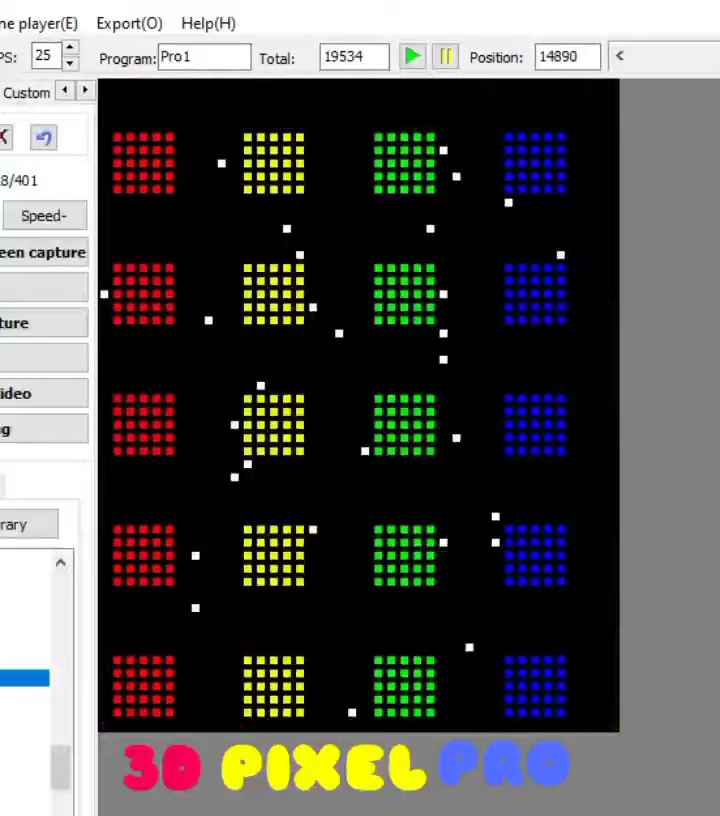 ne player(E) Export(O) Help(H)
PS: 25 Program: Pro1 Total: 19534 Position: 14890 <
Custom
X
8/401
Speed-
een capture
ture
ideo
g
rary
3D PIXEL PRO